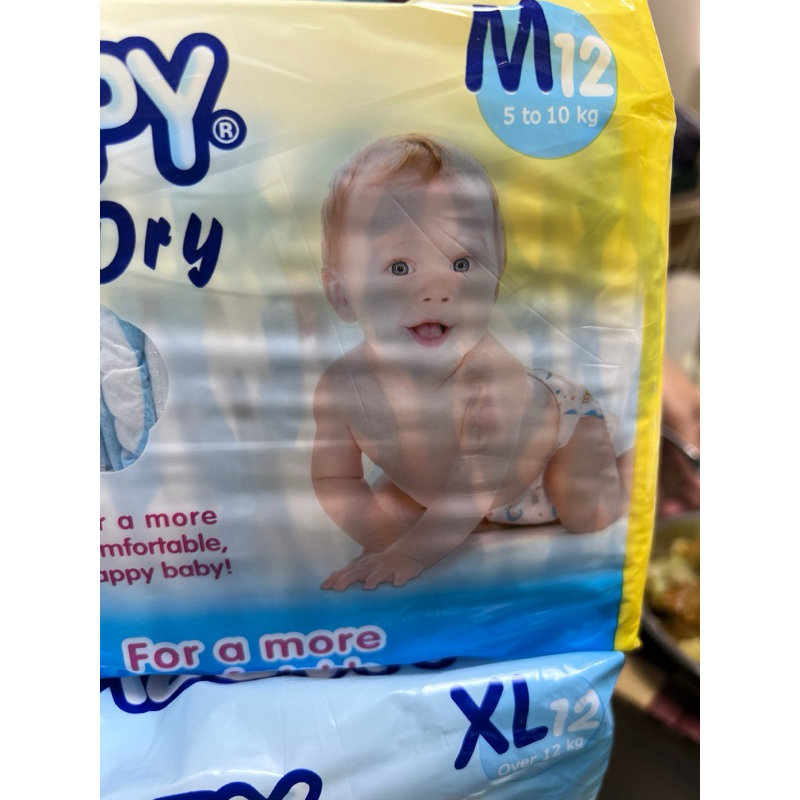 M12
5 to 10 kg
PY®
Dry
r a more
mfortable,
appy baby!
For a more
XL12
Over 12 kg